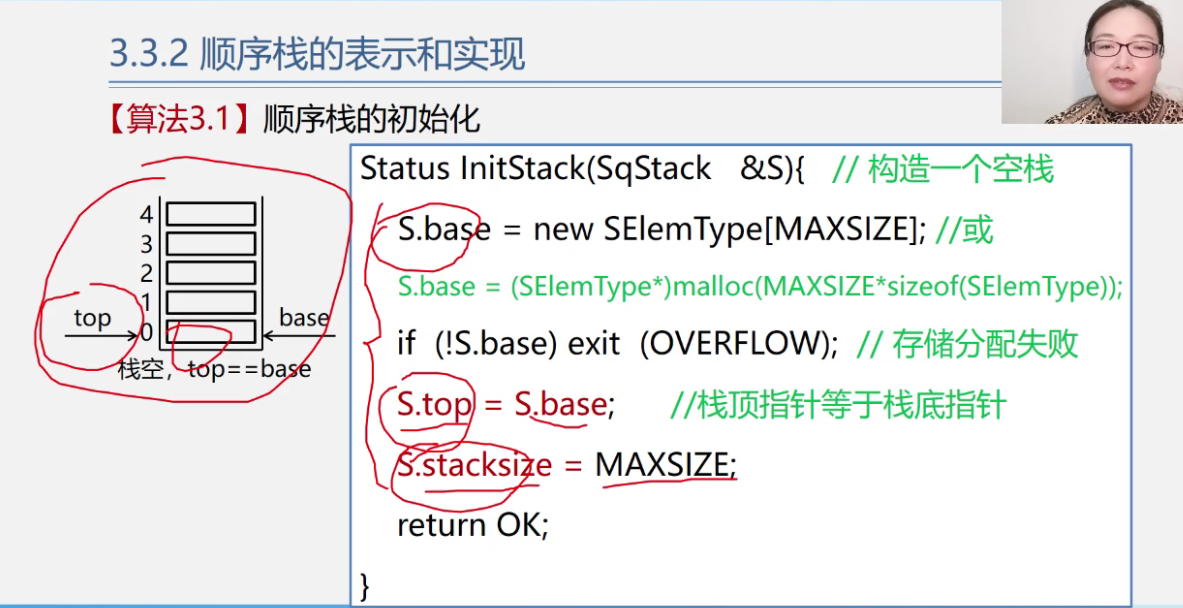 3.3.2 顺序栈的表示和实现
【算法3.1】顺序栈的初始化
4
3
2
1
top
0
base
栈空，top==base
Status InitStack(SqStack &S){ // 构造一个空栈
S.base = new SElemType[MAXSIZE]; //或
S.base = (SElemType*)malloc(MAXSIZE*sizeof(SElemType));
if (!S.base) exit (OVERFLOW); // 存储分配失败
S.top = S.base; //栈顶指针等于栈底指针
S.stacksize = MAXSIZE;
return OK;
}